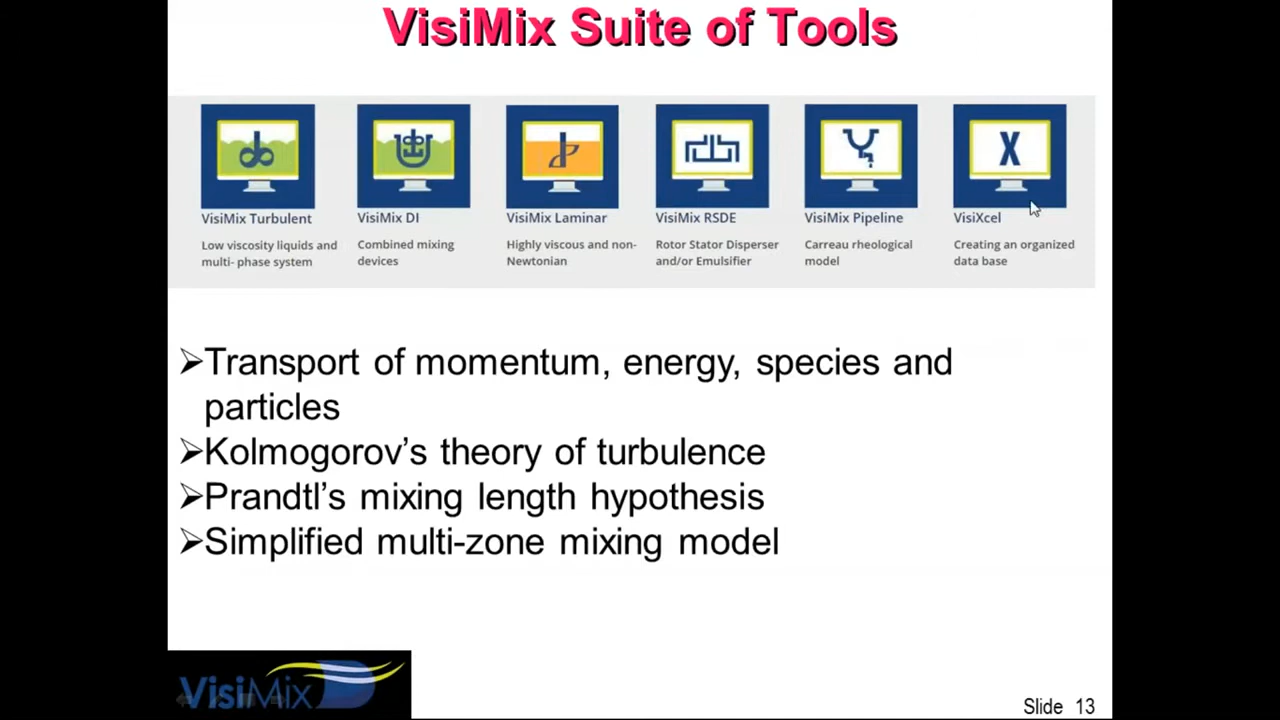 VisiMix Suite of Tools
X
VisiMix Turbulent
Low viscosity liquids and
multi- phase system
VisiMix DI
Combined mixing
devices
VisiMix Laminar
Highly viscous and non-
Newtonian
VisiMix RSDE
Rotor Stator Disperser
and/or Emulsifier
VisiMix Pipeline
Carreau rheological
model
VisiXcel
Creating an organized
data base
➢Transport of momentum, energy, species and
particles
➢Kolmogorov’s theory of turbulence
➢Prandtl’s mixing length hypothesis
➢Simplified multi-zone mixing model
VisiMix
Slide 13